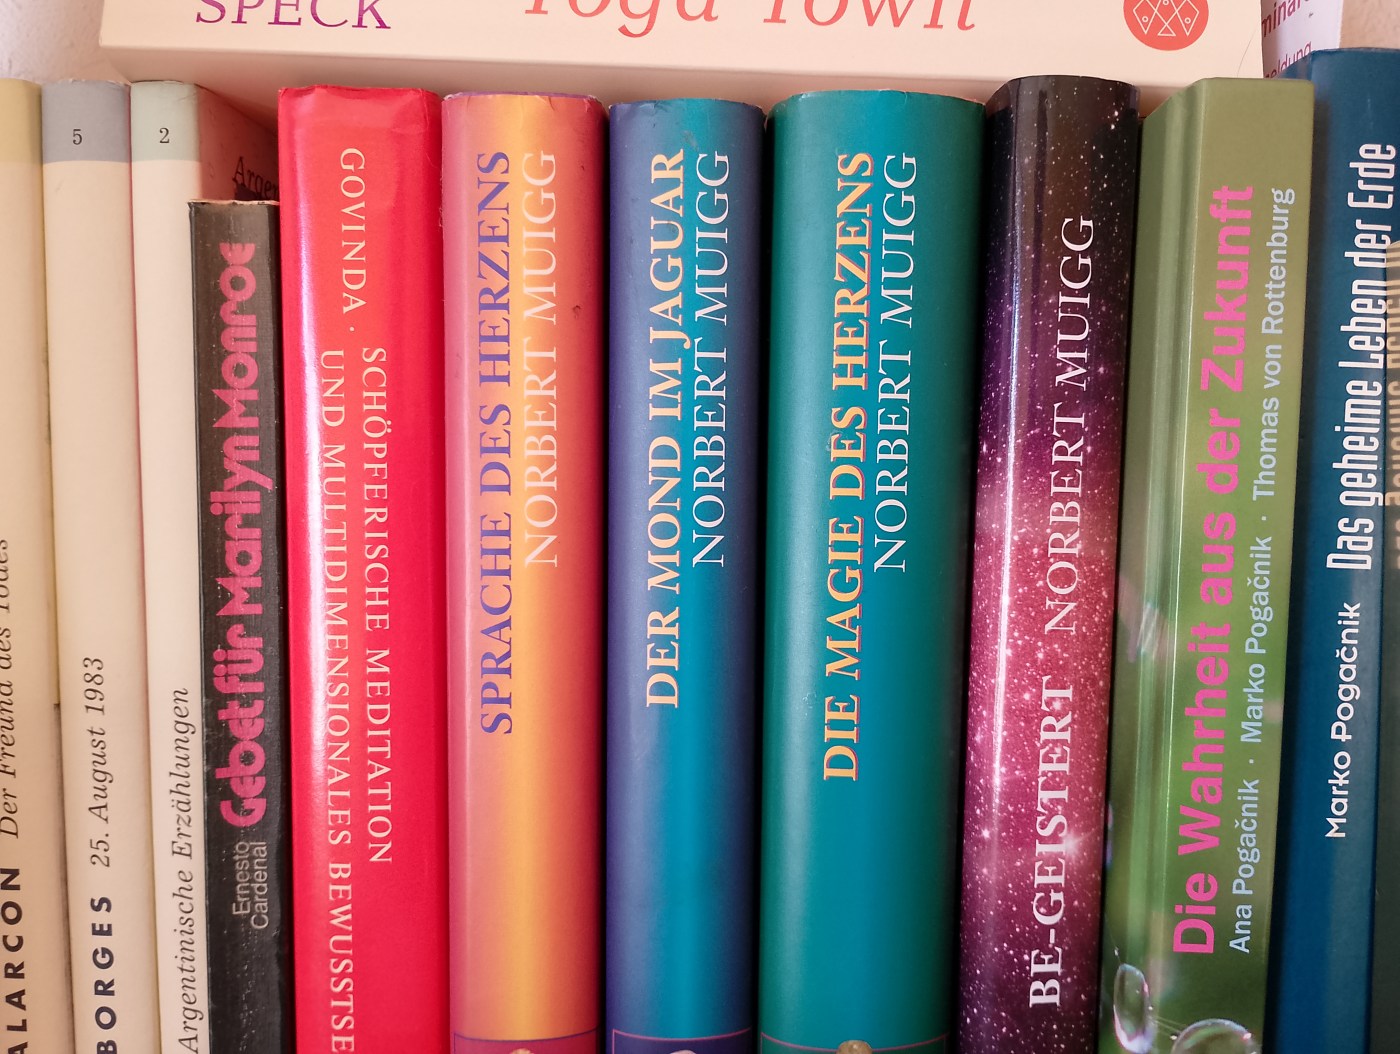 SPECK
Yoga Town
ALARCON Der Freund des Todes
5
BORGES 25. August 1983
2
Argentinische Erzählungen
Ernesto
Cardenal
Gebet für Marilyn Monroe
GOVINDA · SCHÖPFERISCHE MEDITATION
UND MULTIDIMENSIONALES BEWUSSTSE
SPRACHE DES HERZENS
NORBERT MUIGG
DER MOND IM JAGUAR
NORBERT MUIGG
DIE MAGIE DES HERZENS
NORBERT MUIGG
BE-GEISTERT NORBERT MUIGG
Die Wahrheit aus der Zukunft
Ana Pogačnik · Marko Pogačnik · Thomas von Rottenburg
Marko Pogačnik Das geheime Leben der Erde